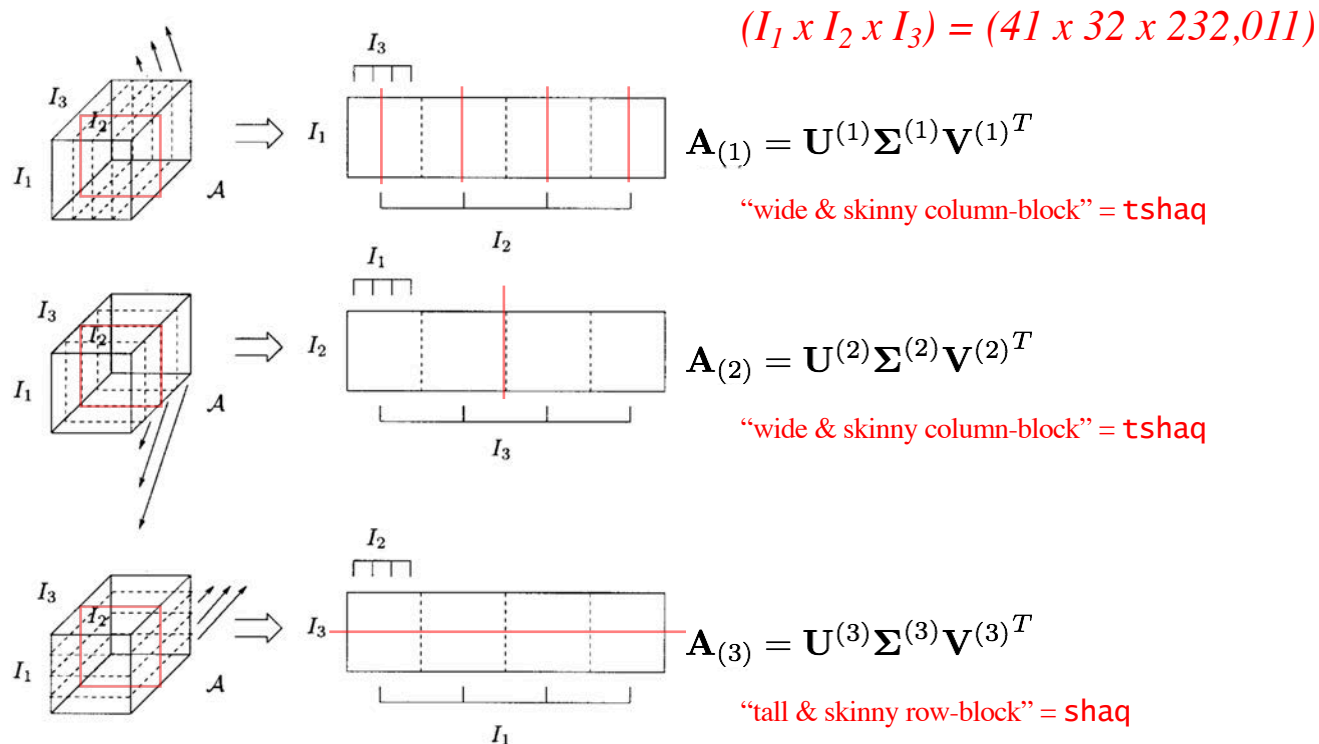 (I₁ x I₂ x I₃) = (41 x 32 x 232,011)
I₃
I₃
I₂
I₁
I₁
𝒜
A₍₁₎ = U⁽¹⁾Σ⁽¹⁾V⁽¹⁾ᵀ
“wide & skinny column-block” = tshaq
I₂
I₁
I₃
I₂
I₂
I₁
𝒜
A₍₂₎ = U⁽²⁾Σ⁽²⁾V⁽²⁾ᵀ
“wide & skinny column-block” = tshaq
I₃
I₂
I₃
I₂
I₃
I₁
𝒜
A₍₃₎ = U⁽³⁾Σ⁽³⁾V⁽³⁾ᵀ
“tall & skinny row-block” = shaq
I₁